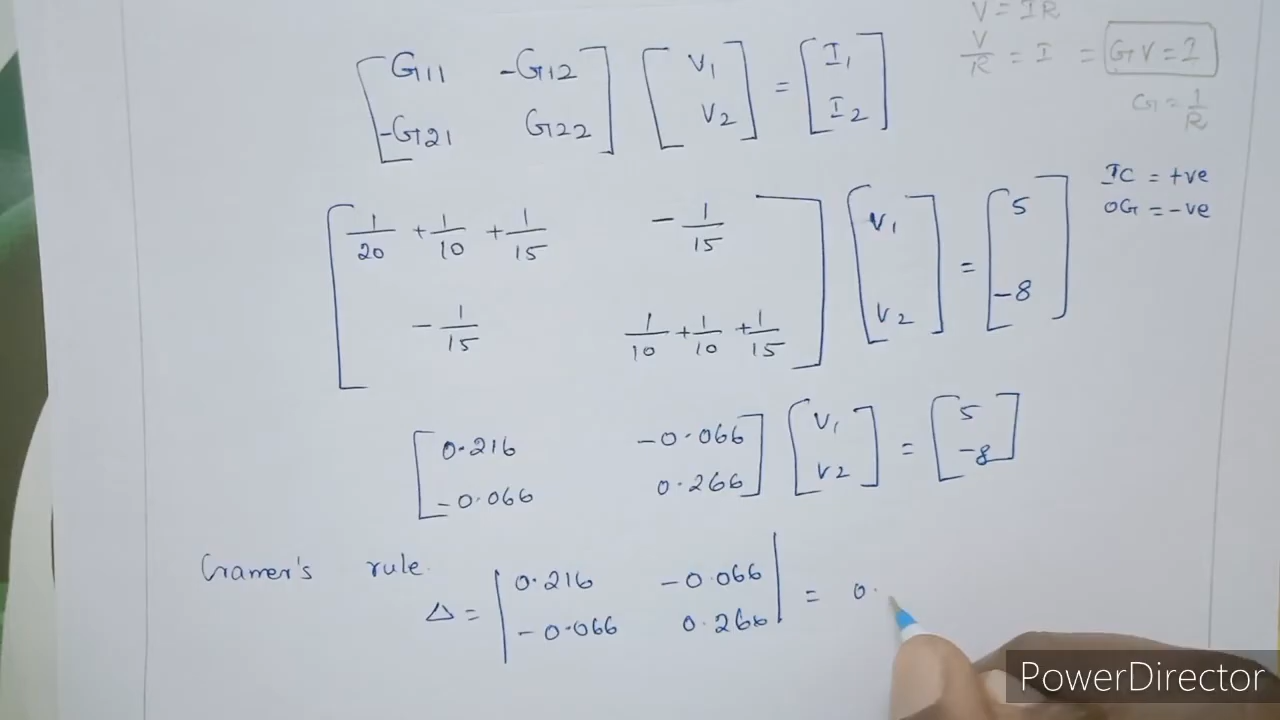 V = IR
V/R = I = GV = I
G = 1/R
[ G11 -G12 ] [ V1 ] = [ I1 ]
[ -G21 G22 ] [ V2 ] [ I2 ]
IC = +ve
OG = -ve
[ 1/20 + 1/10 + 1/15 - 1/15 ] [ V1 ] = [ 5 ]
[ - 1/15 1/10 + 1/10 + 1/15 ] [ V2 ] [ -8 ]
[ 0.216 -0.066 ] [ V1 ] = [ 5 ]
[ -0.066 0.266 ] [ V2 ] [ -8 ]
Cramer's rule.
Δ = | 0.216 -0.066 | = 0.
| -0.066 0.266 |
PowerDirector